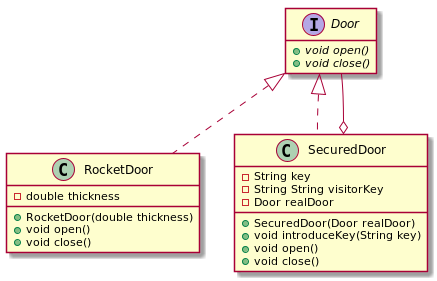 I Door
void open()
void close()
C RocketDoor
double thickness
RocketDoor(double thickness)
void open()
void close()
C SecuredDoor
String key
String String visitorKey
Door realDoor
SecuredDoor(Door realDoor)
void introduceKey(String key)
void open()
void close()